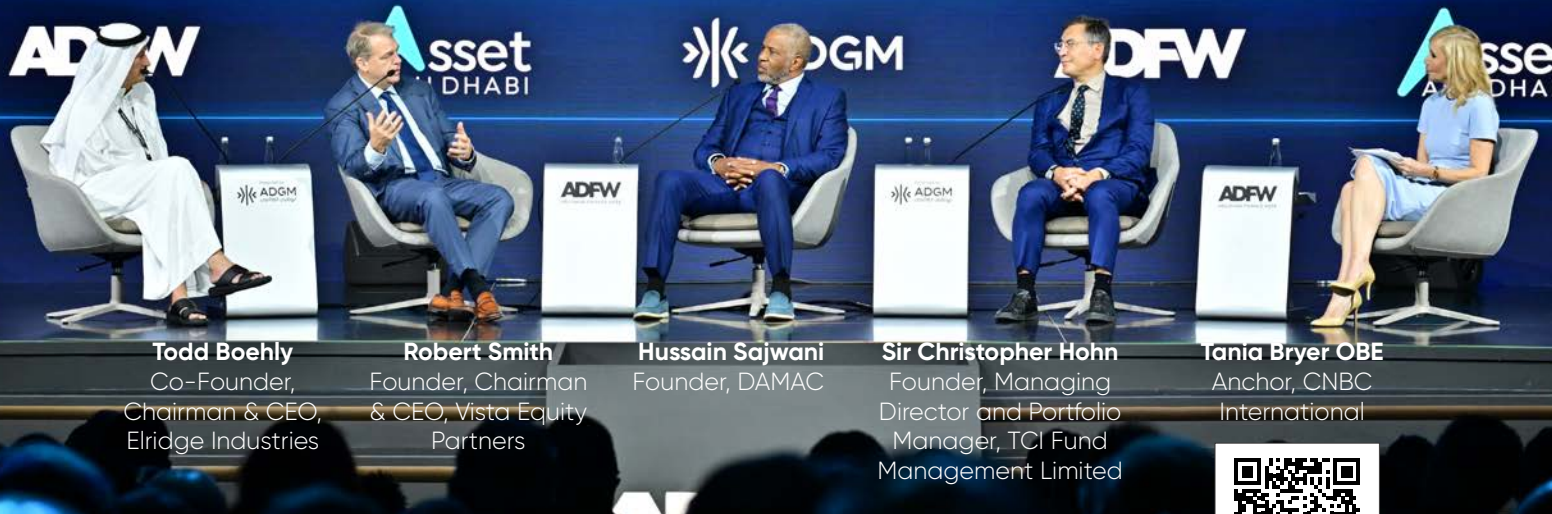 ADFW
Asset
ABU DHABI
ADGM
ADFW
Asse
ADGM
ADFW
ADGM
ADFW
Todd Boehly
Co-Founder,
Chairman & CEO,
Elridge Industries
Robert Smith
Founder, Chairman
& CEO, Vista Equity
Partners
Hussain Sajwani
Founder, DAMAC
Sir Christopher Hohn
Founder, Managing
Director and Portfolio
Manager, TCI Fund
Management Limited
Tania Bryer OBE
Anchor, CNBC
International